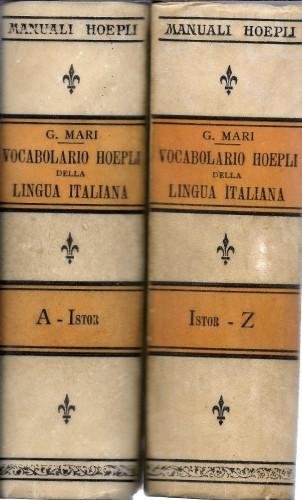 MANUALI HOEPLI
G. MARI
VOCABOLARIO HOEPLI
DELLA
LINGUA ITALIANA
A - ISTOR
MANUALI HOEPLI
G. MARI
VOCABOLARIO HOEPLI
DELLA
LINGUA ITALIANA
ISTOR - Z